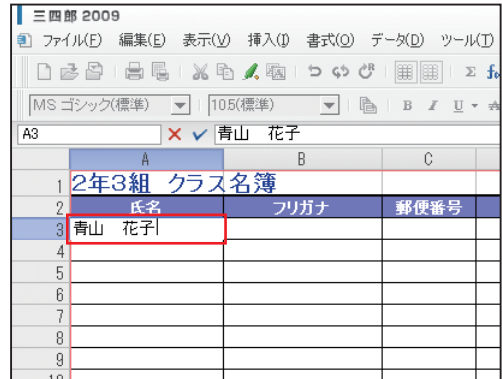 三四郎 2009
ファイル(F) 編集(E) 表示(V) 挿入(I) 書式(O) データ(D) ツール(T)
Σ
MS ゴシック(標準) 10.5(標準) B I U
A3 青山 花子
A B C
1 2年3組 クラス名簿
2 氏名 フリガナ 郵便番号
3 青山 花子
4
5
6
7
8
9